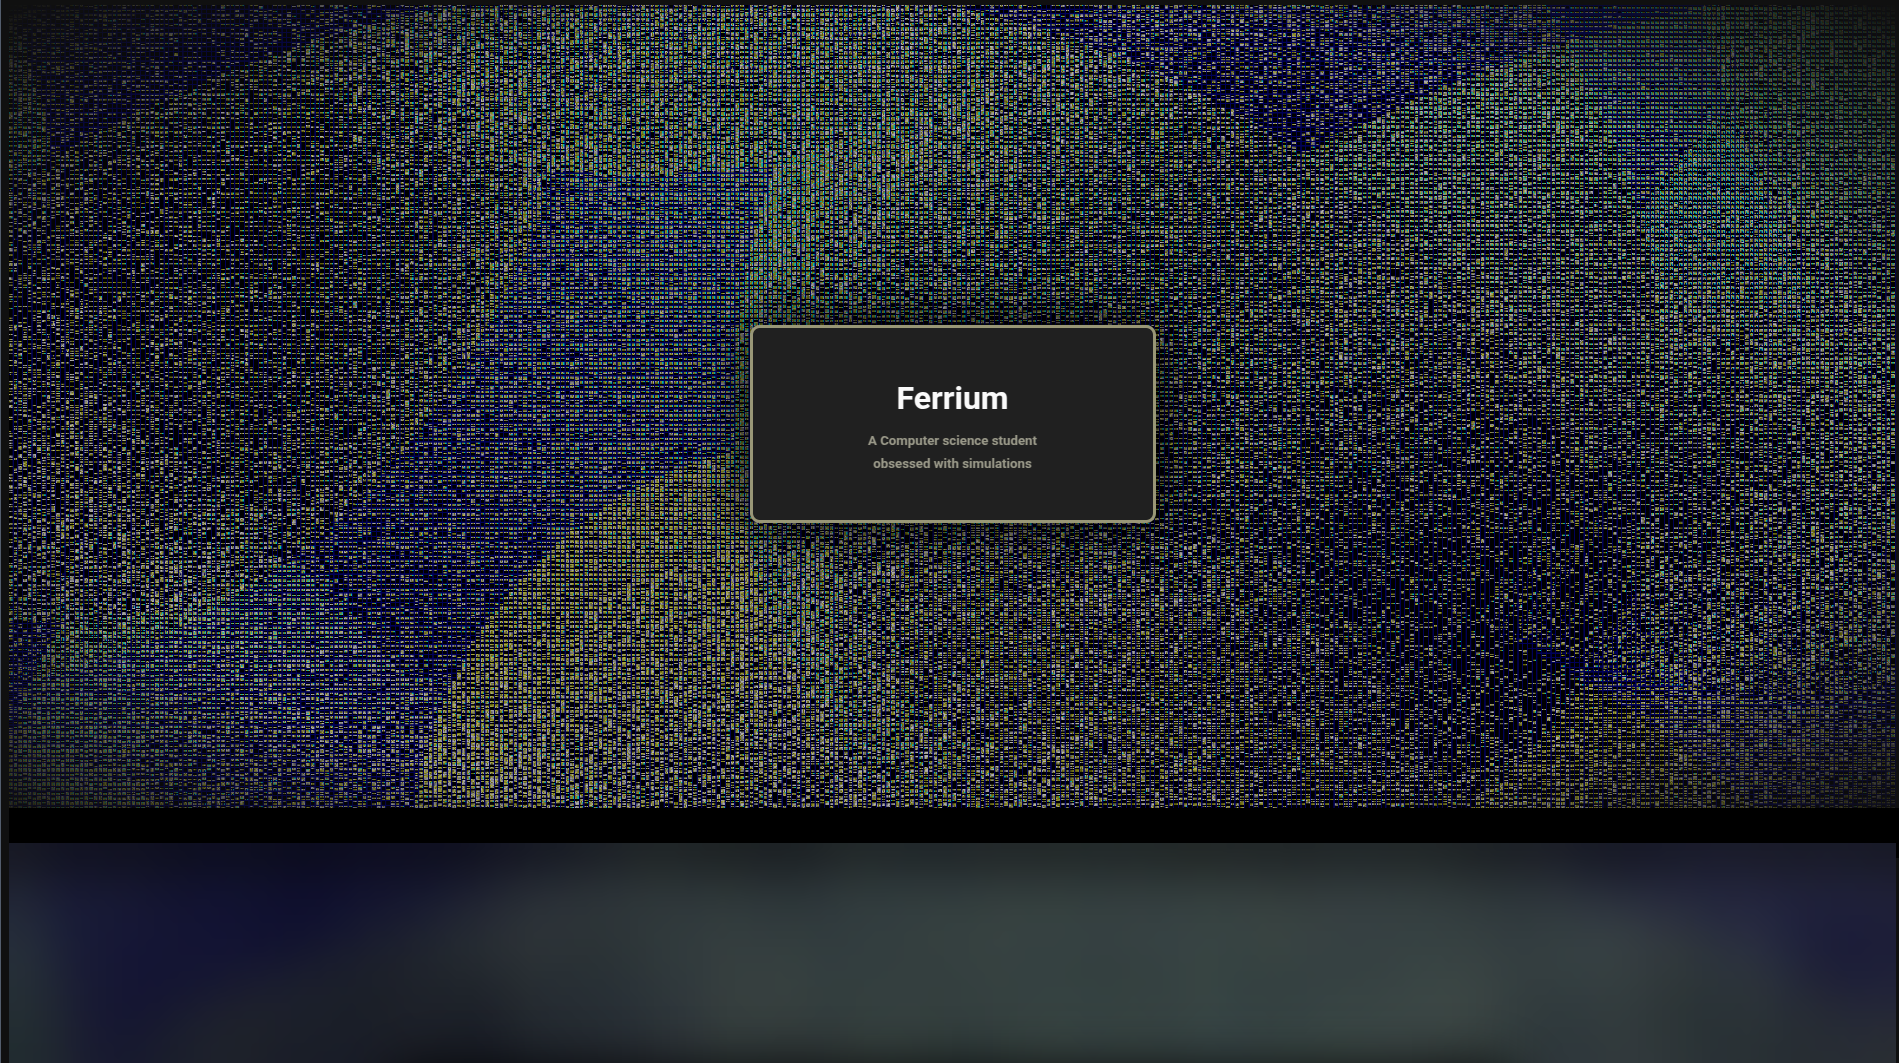 Ferrium
A Computer science student
obsessed with simulations